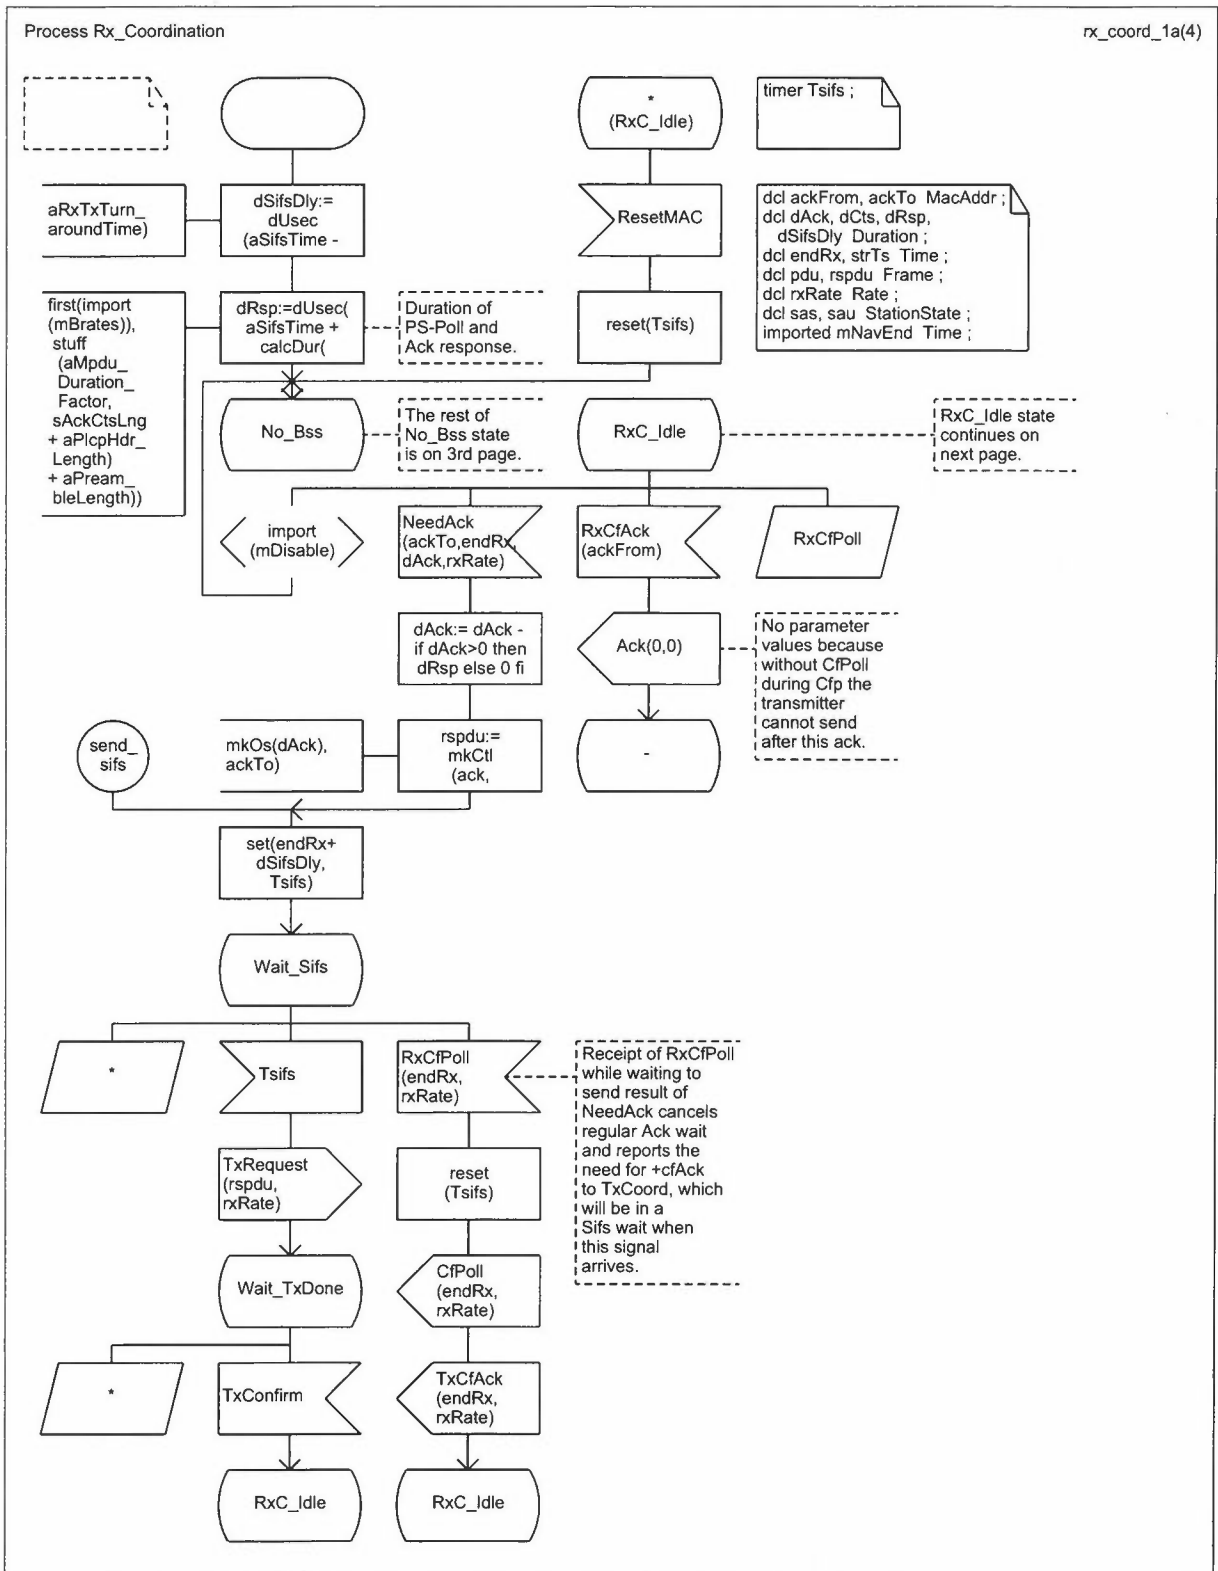 Process Rx_Coordination
rx_coord_1a(4)
*
(RxC_Idle)
timer Tsifs ;
aRxTxTurn_
aroundTime)
dSifsDly:=
dUsec
(aSifsTime -
ResetMAC
dcl ackFrom, ackTo MacAddr ;
dcl dAck, dCts, dRsp,
dSifsDly Duration ;
dcl endRx, strTs Time ;
dcl pdu, rspdu Frame ;
dcl rxRate Rate ;
dcl sas, sau StationState ;
imported mNavEnd Time ;
first(import
(mBrates)),
stuff
(aMpdu_
Duration_
Factor,
sAckCtsLng
+ aPlcpHdr_
Length)
+ aPream_
bleLength))
dRsp:=dUsec(
aSifsTime +
calcDur(
Duration of
PS-Poll and
Ack response.
reset(Tsifs)
No_Bss
The rest of
No_Bss state
is on 3rd page.
RxC_Idle
RxC_Idle state
continues on
next page.
import
(mDisable)
NeedAck
(ackTo,endRx,
dAck,rxRate)
RxCfAck
(ackFrom)
RxCfPoll
dAck:= dAck -
if dAck>0 then
dRsp else 0 fi
Ack(0,0)
No parameter
values because
without CfPoll
during Cfp the
transmitter
cannot send
after this ack.
send_
sifs
mkOs(dAck),
ackTo)
rspdu:=
mkCtl
(ack,
-
set(endRx+
dSifsDly,
Tsifs)
Wait_Sifs
*
Tsifs
RxCfPoll
(endRx,
rxRate)
Receipt of RxCfPoll
while waiting to
send result of
NeedAck cancels
regular Ack wait
and reports the
need for +cfAck
to TxCoord, which
will be in a
Sifs wait when
this signal
arrives.
TxRequest
(rspdu,
rxRate)
reset
(Tsifs)
Wait_TxDone
CfPoll
(endRx,
rxRate)
*
TxConfirm
TxCfAck
(endRx,
rxRate)
RxC_Idle
RxC_Idle